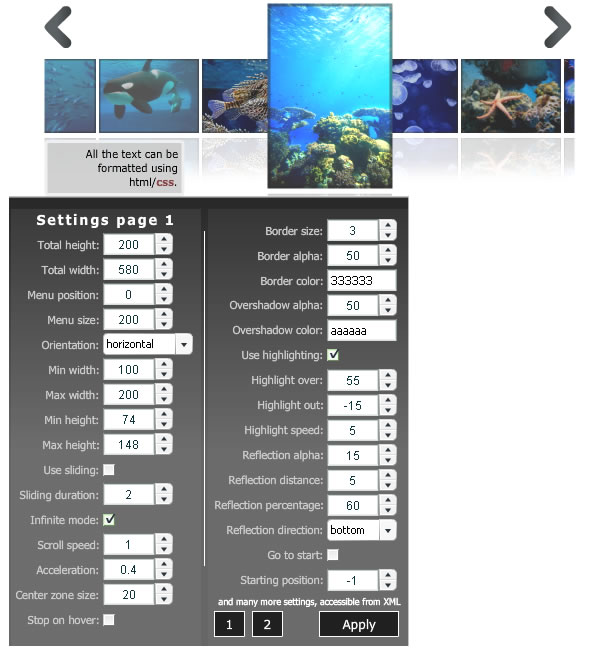 All the text can be
formatted using
html/css.
Settings page 1
Total height: 200
Total width: 580
Menu position: 0
Menu size: 200
Orientation: horizontal
Min width: 100
Max width: 200
Min height: 74
Max height: 148
Use sliding:
Sliding duration: 2
Infinite mode:
Scroll speed: 1
Acceleration: 0.4
Center zone size: 20
Stop on hover:
Border size: 3
Border alpha: 50
Border color: 333333
Overshadow alpha: 50
Overshadow color: aaaaaa
Use highlighting:
Highlight over: 55
Highlight out: -15
Highlight speed: 5
Reflection alpha: 15
Reflection distance: 5
Reflection percentage: 60
Reflection direction: bottom
Go to start:
Starting position: -1
and many more settings, accessible from XML
1 2 Apply